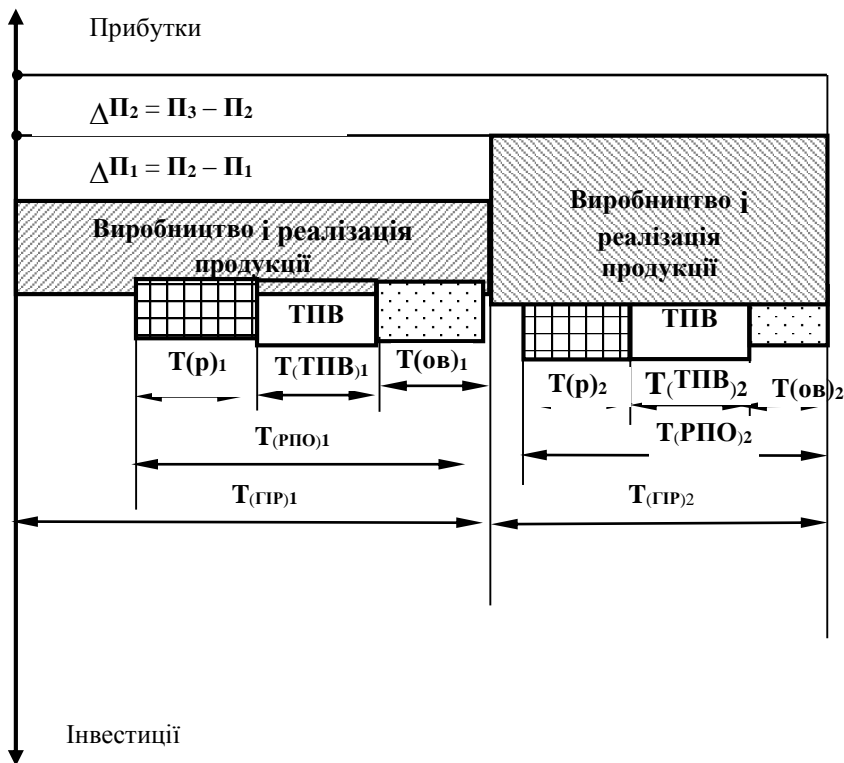 Прибутки
ΔП₂ = П₃ – П₂
ΔП₁ = П₂ – П₁
Виробництво і реалізація
продукції
Виробництво і
реалізація
продукції
ТПВ
ТПВ
Т(р)₁
Т(ТПВ)₁
Т(ов)₁
Т(р)₂
Т(ТПВ)₂
Т(ов)₂
Т(РПО)₁
Т(РПО)₂
Т(ГІР)₁
Т(ГІР)₂
Інвестиції